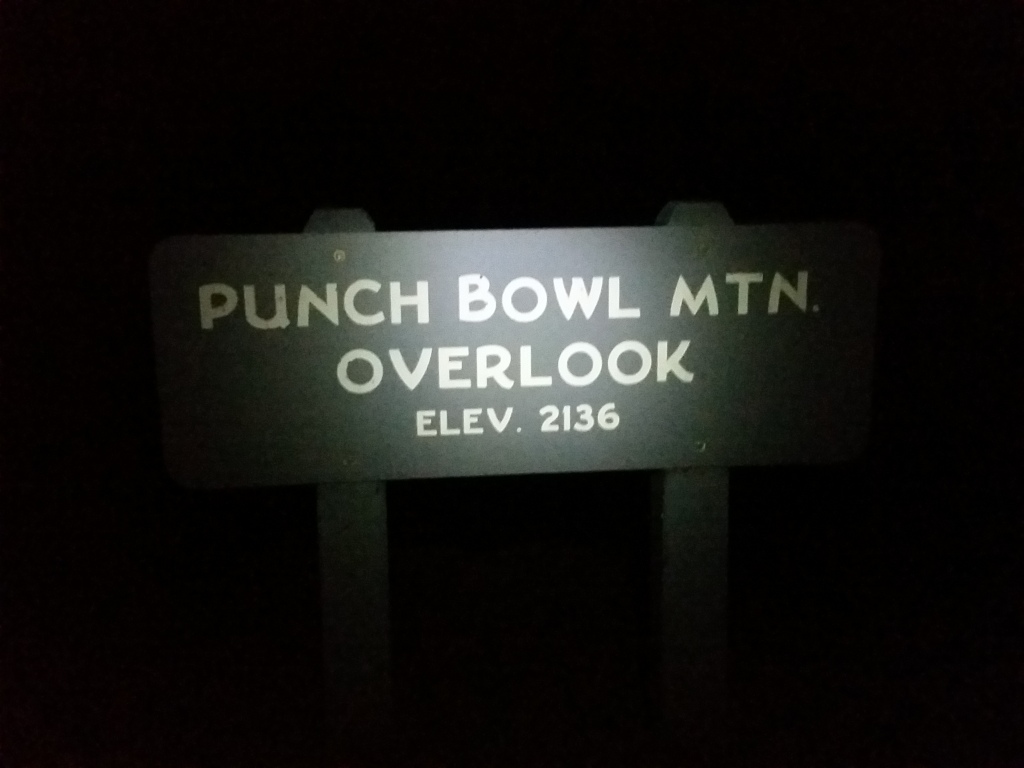 PUNCH BOWL MTN.
OVERLOOK
ELEV. 2136